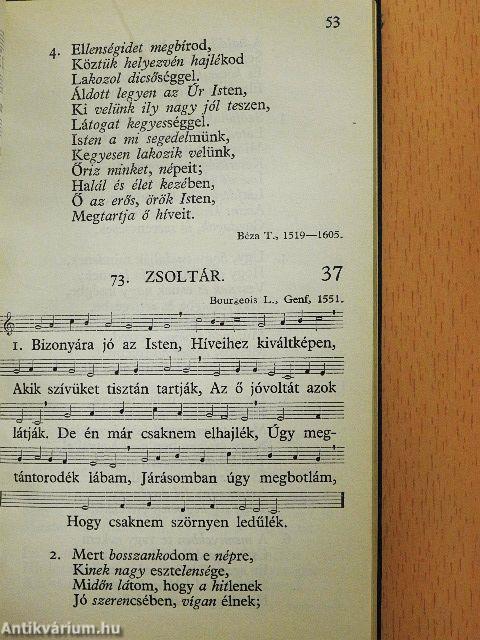 53
4. Ellenségidet megbírod,
Köztük helyezvén hajlékod
Lakozol dicsőséggel.
Áldott legyen az Úr Isten,
Ki velünk ily nagy jól teszen,
Látogat kegyességgel.
Isten a mi segedelmünk,
Kegyesen lakozik velünk,
Őriz minket, népeit;
Halál és élet kezében,
Ő az erős, örök Isten,
Megtartja ő híveit.
Béza T., 1519—1605.
73. ZSOLTÁR. 37
Bourgeois L., Genf, 1551.
1. Bizonyára jó az Isten, Híveihez kiváltképen,
Akik szívüket tisztán tartják, Az ő jóvoltát azok
látják. De én már csaknem elhajlék, Úgy meg-
tántorodék lábam, Járásomban úgy megbotlám,
Hogy csaknem szörnyen ledűlék.
2. Mert bosszankodom e népre,
Kinek nagy esztelensége,
Midőn látom, hogy a hitlenek
Jó szerencsében, vígan élnek;
Antikvárium.hu